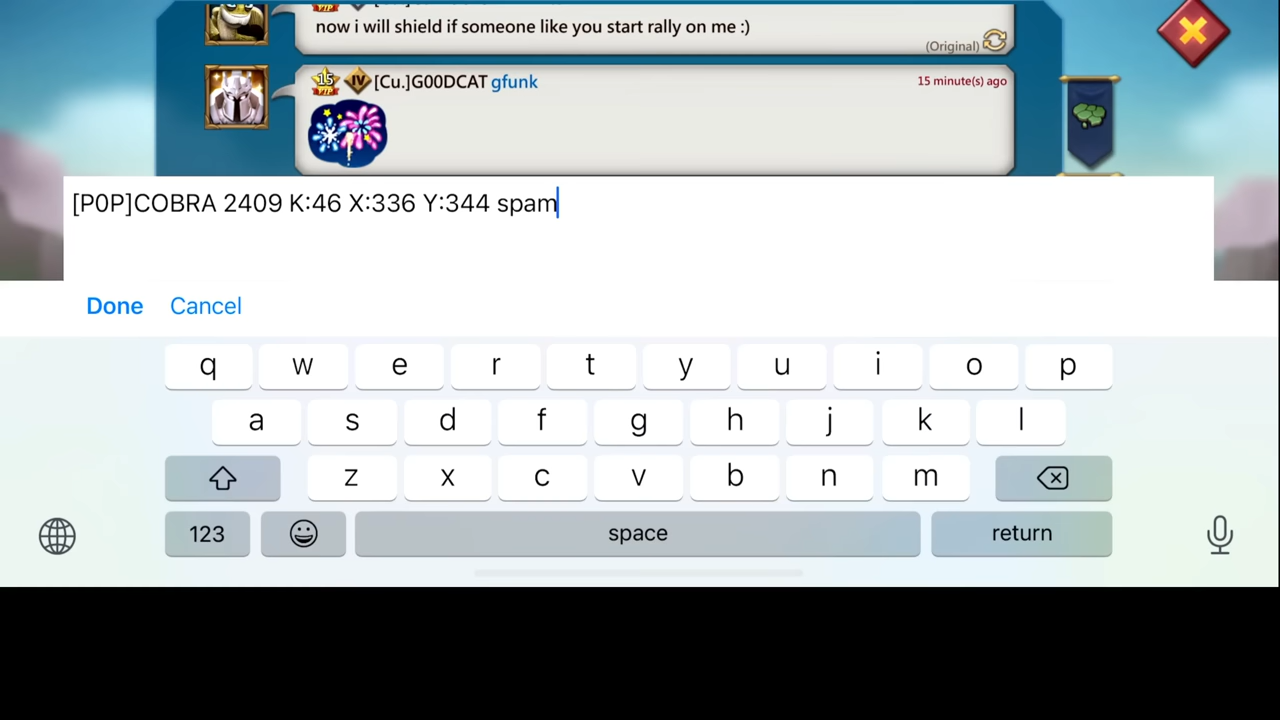 now i will shield if someone like you start rally on me :)
(Original)
15 VIP IV [Cu.]G00DCAT gfunk 15 minute(s) ago
[P0P]COBRA 2409 K:46 X:336 Y:344 spam
Done Cancel
q w e r t y u i o p
a s d f g h j k l
z x c v b n m
123 space return